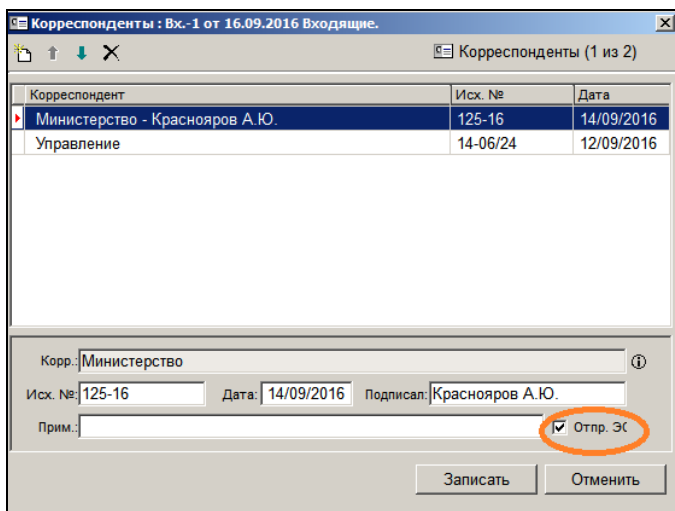 Корреспонденты : Вх.-1 от 16.09.2016 Входящие.
Корреспонденты (1 из 2)
Корреспондент Исх. № Дата
Министерство - Краснояров А.Ю. 125-16 14/09/2016
Управление 14-06/24 12/09/2016
Корр.: Министерство
Исх. №: 125-16 Дата: 14/09/2016 Подписал: Краснояров А.Ю.
Прим.: Отпр. ЭС
Записать Отменить